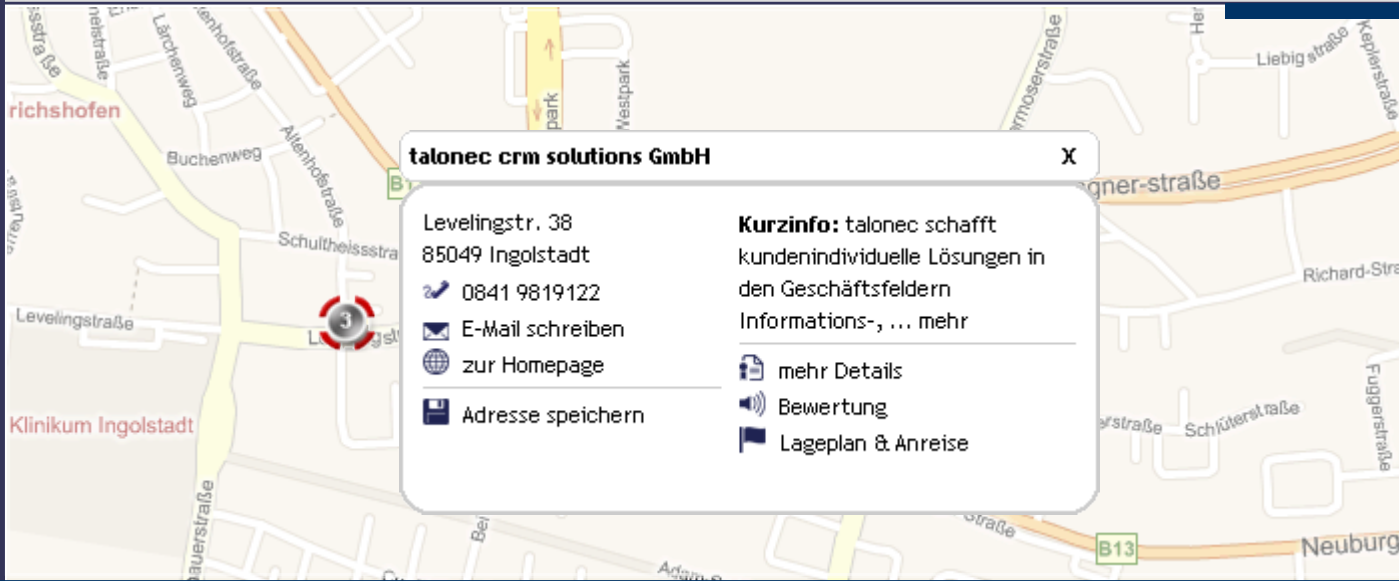 Lärchenweg
Liebigstraße
Keplerstraße
richshofen
Westpark
park
Buchenweg
Altenhofstraße
talonec crm solutions GmbH X
gner-straße
Levelingstr. 38
85049 Ingolstadt
0841 9819122
E-Mail schreiben
zur Homepage
Adresse speichern
Kurzinfo: talonec schafft
kundenindividuelle Lösungen in
den Geschäftsfeldern
Informations-, ... mehr
mehr Details
Bewertung
Lageplan & Anreise
Schultheissstra
Richard-Stra
Levelingstraße
3
Klinikum Ingolstadt
Schlüterstraße
Fuggerstraße
B13
Neuburg